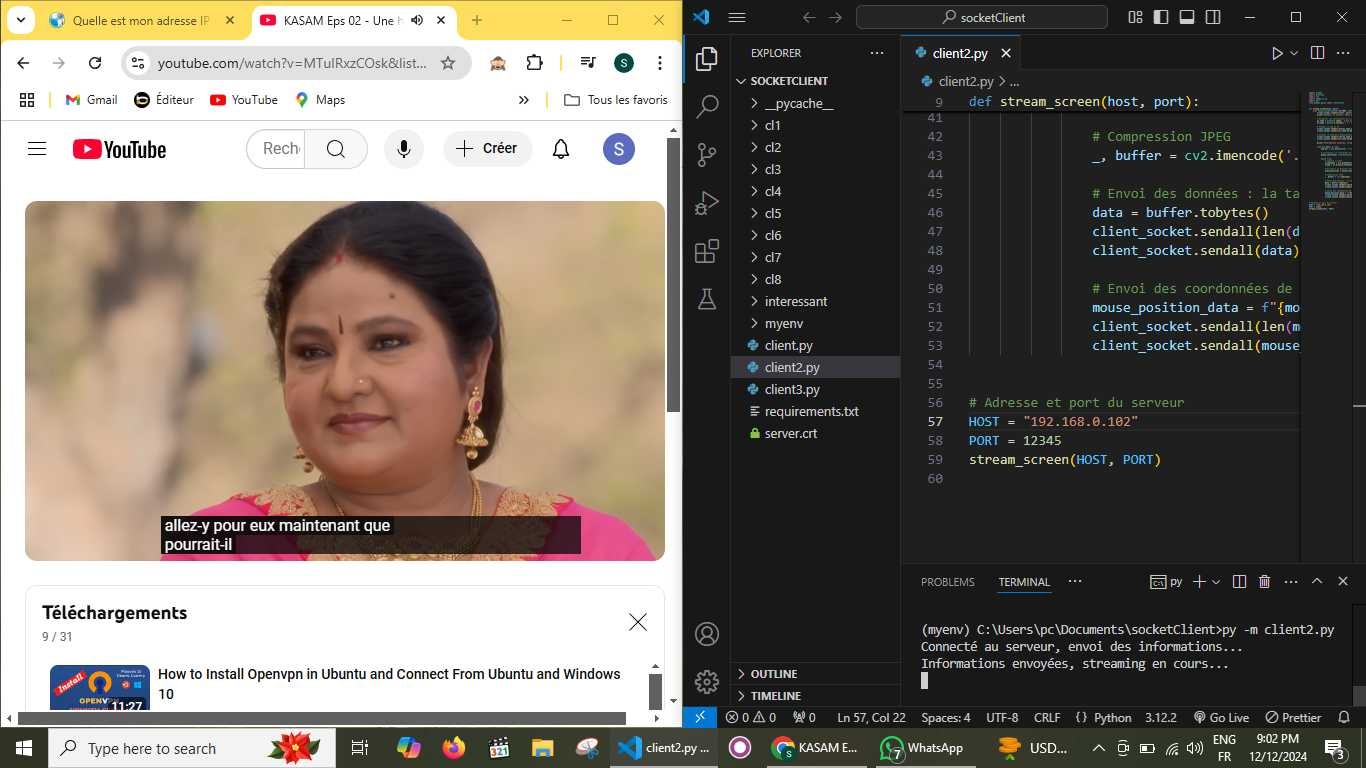 Quelle est mon adresse IP
KASAM Eps 02 - Une h
youtube.com/watch?v=MTulRxzCOsk&list...
S
Gmail
Éditeur
YouTube
Maps
»
Tous les favoris
YouTube
Rech
Créer
S
allez-y pour eux maintenant que
pourrait-il
Téléchargements
9 / 31
Install
OPENVPN
11:27
How to Install Openvpn in Ubuntu and Connect From Ubuntu and Windows
10
socketClient
EXPLORER
SOCKETCLIENT
__pycache__
cl1
cl2
cl3
cl4
cl5
cl6
cl7
cl8
interessant
myenv
client.py
client2.py
client3.py
requirements.txt
server.crt
OUTLINE
TIMELINE
client2.py
client2.py > ...
9 def stream_screen(host, port):
41
42 # Compression JPEG
43 _, buffer = cv2.imencode('.
44
45 # Envoi des données : la ta
46 data = buffer.tobytes()
47 client_socket.sendall(len(d
48 client_socket.sendall(data)
49
50 # Envoi des coordonnées de
51 mouse_position_data = f"{mo
52 client_socket.sendall(len(m
53 client_socket.sendall(mouse_
54
55
56 # Adresse et port du serveur
57 HOST = "192.168.0.102"
58 PORT = 12345
59 stream_screen(HOST, PORT)
60
PROBLEMS TERMINAL ... py
(myenv) C:\Users\pc\Documents\socketClient>py -m client2.py
Connecté au serveur, envoi des informations...
Informations envoyées, streaming en cours...
0 0 0 Ln 57, Col 22 Spaces: 4 UTF-8 CRLF {} Python 3.12.2 Go Live Prettier
Type here to search
321
client2.py ...
KASAM E...
7 WhatsApp
USD...
ENG
FR
9:02 PM
12/12/2024
3